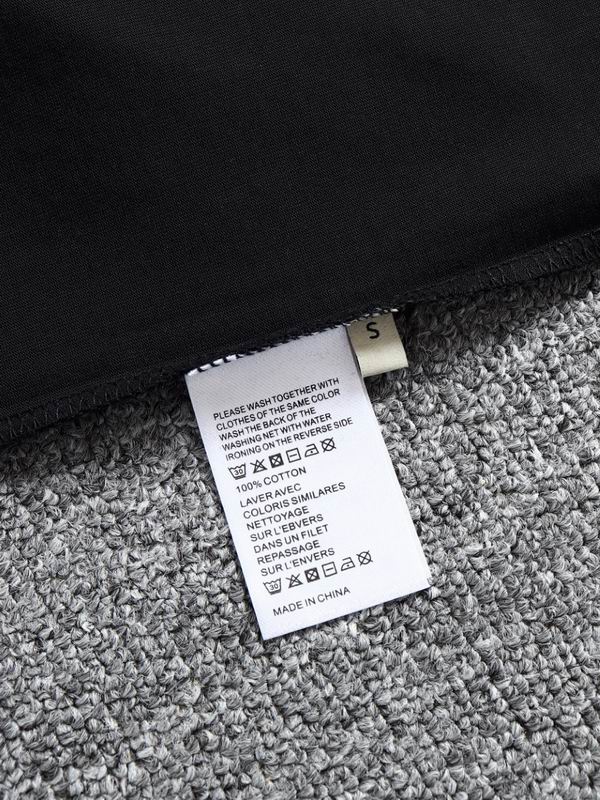 S
PLEASE WASH TOGETHER WITH
CLOTHES OF THE SAME COLOR
WASH THE BACK OF THE
WASHING NET WITH WATER
IRONING ON THE REVERSE SIDE
30
100% COTTON
LAVER AVEC
COLORIS SIMILARES
NETTOYAGE
SUR L'EBVERS
DANS UN FILET
REPASSAGE
SUR L'ENVERS
30
MADE IN CHINA